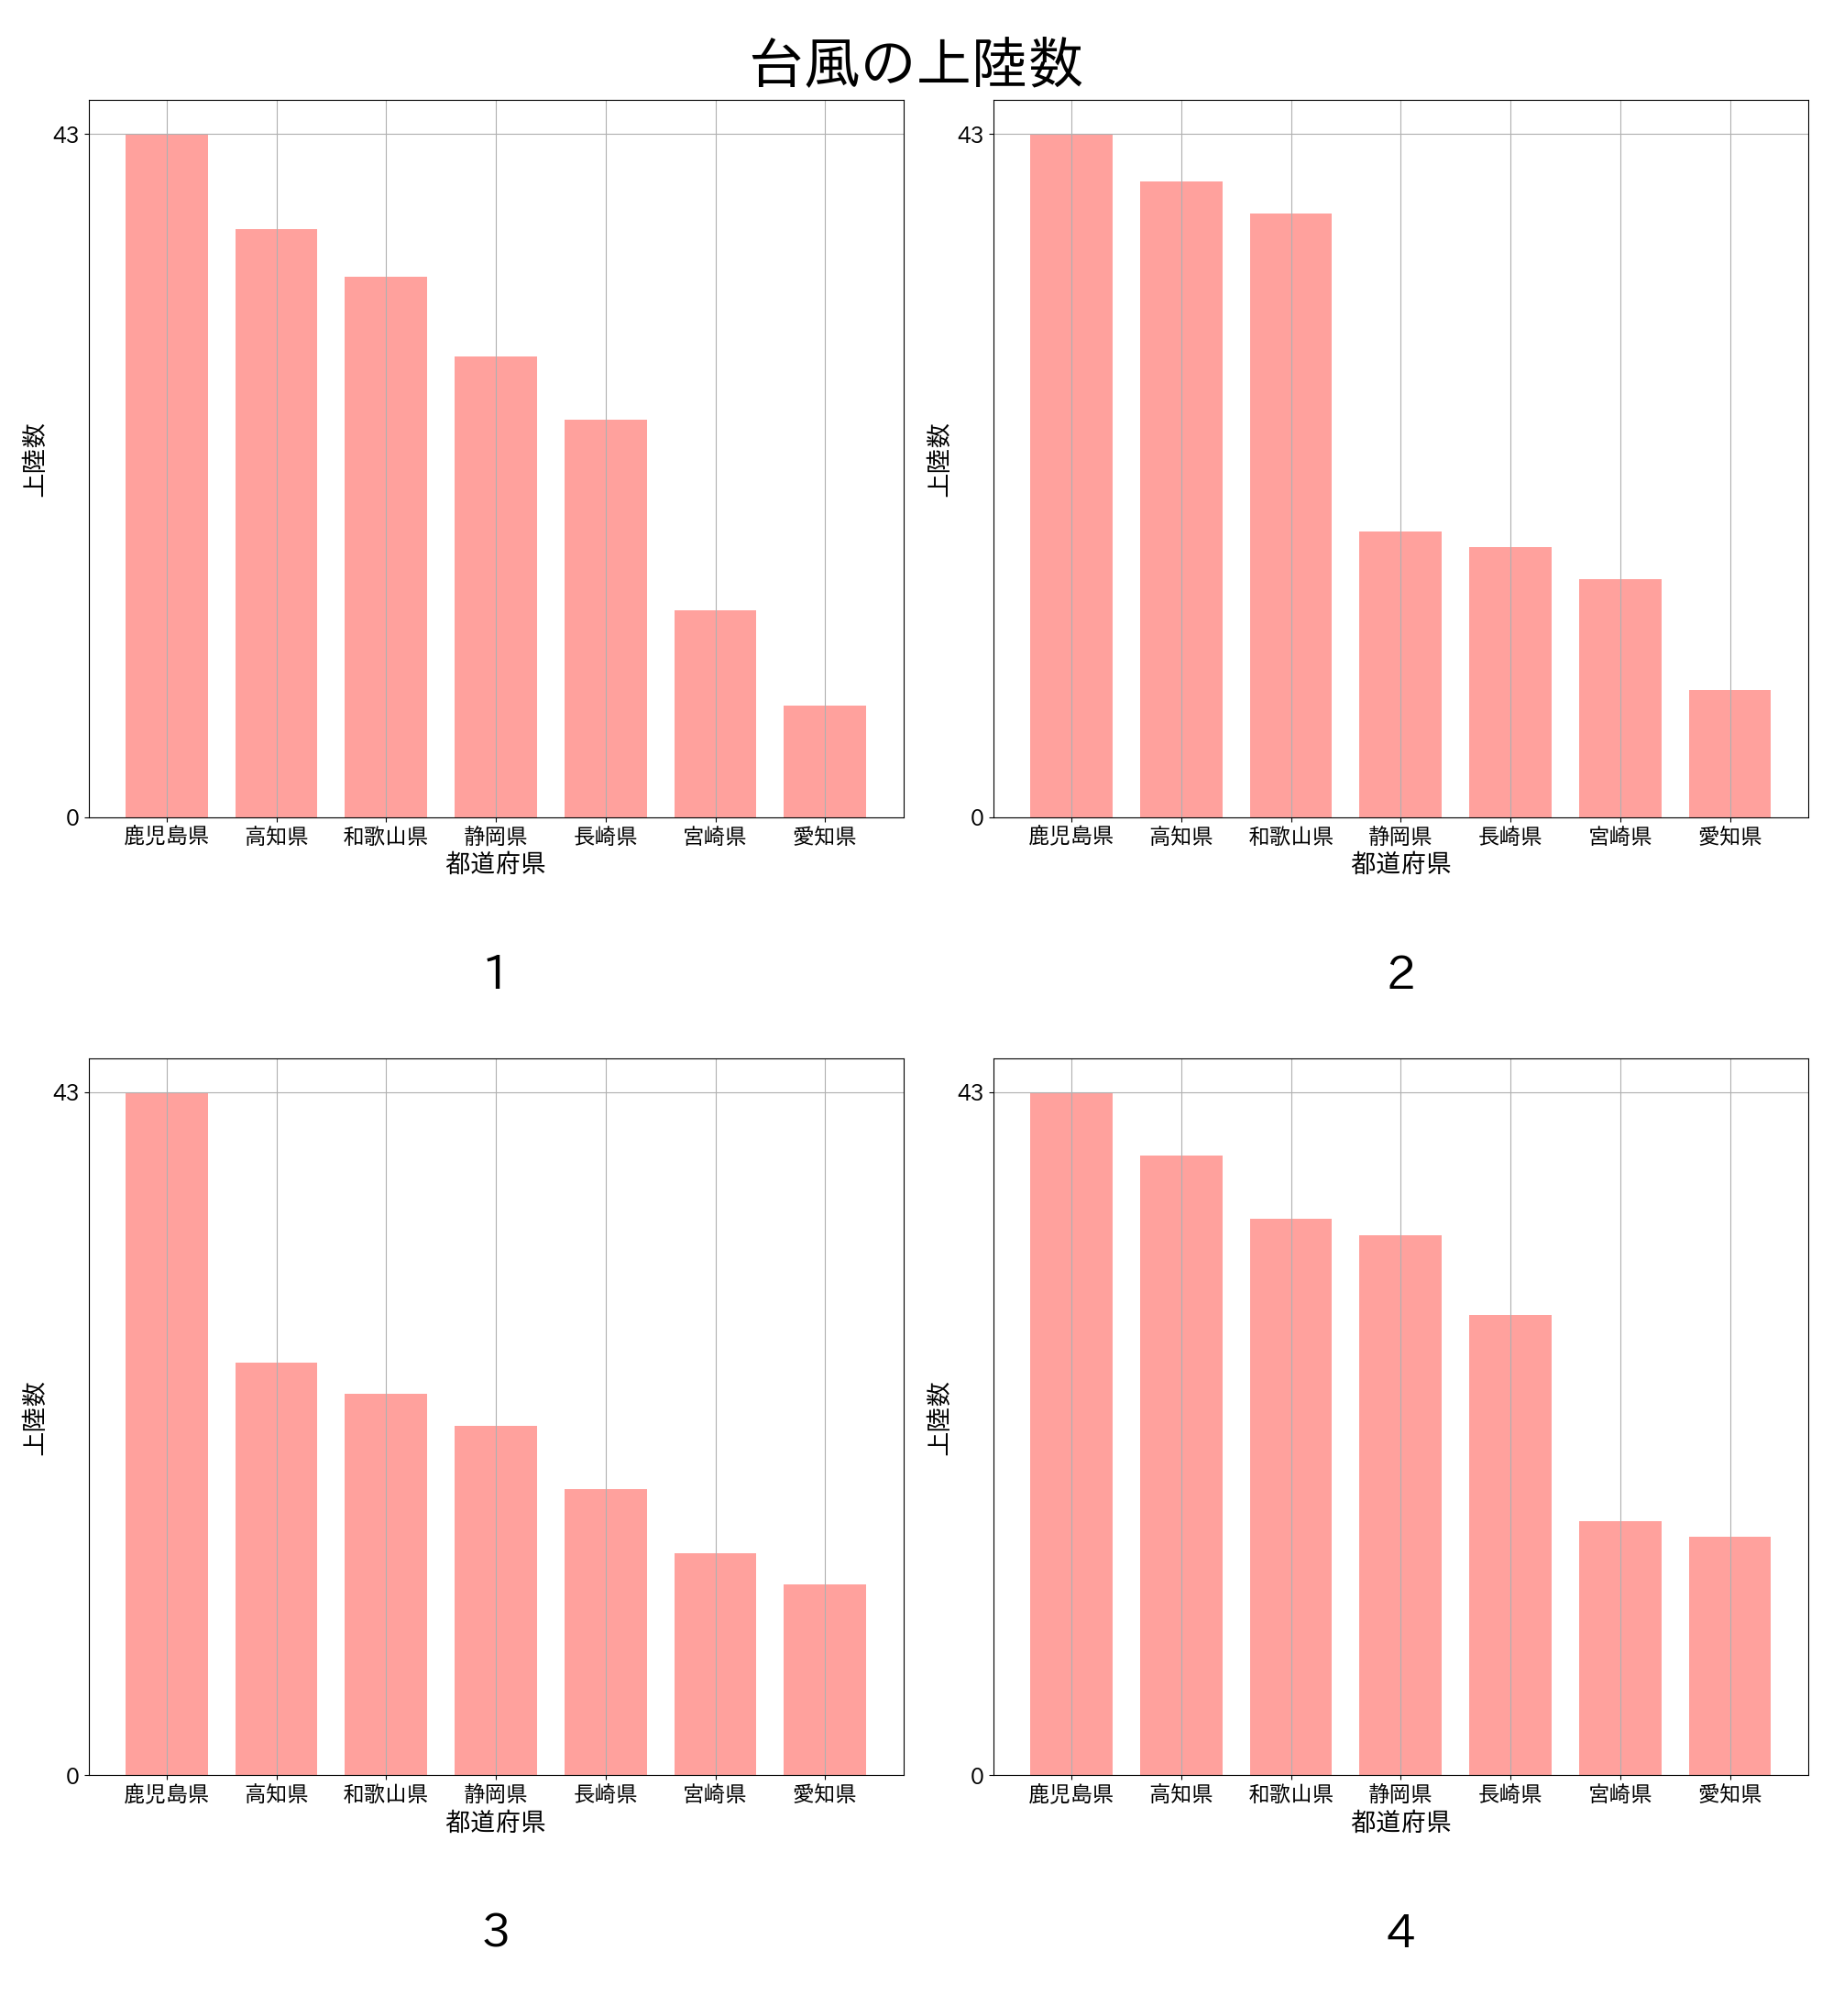 台風の上陸数
43
0
上陸数
鹿児島県 高知県 和歌山県 静岡県 長崎県 宮崎県 愛知県
都道府県
1
43
0
上陸数
鹿児島県 高知県 和歌山県 静岡県 長崎県 宮崎県 愛知県
都道府県
2
43
0
上陸数
鹿児島県 高知県 和歌山県 静岡県 長崎県 宮崎県 愛知県
都道府県
3
43
0
上陸数
鹿児島県 高知県 和歌山県 静岡県 長崎県 宮崎県 愛知県
都道府県
4